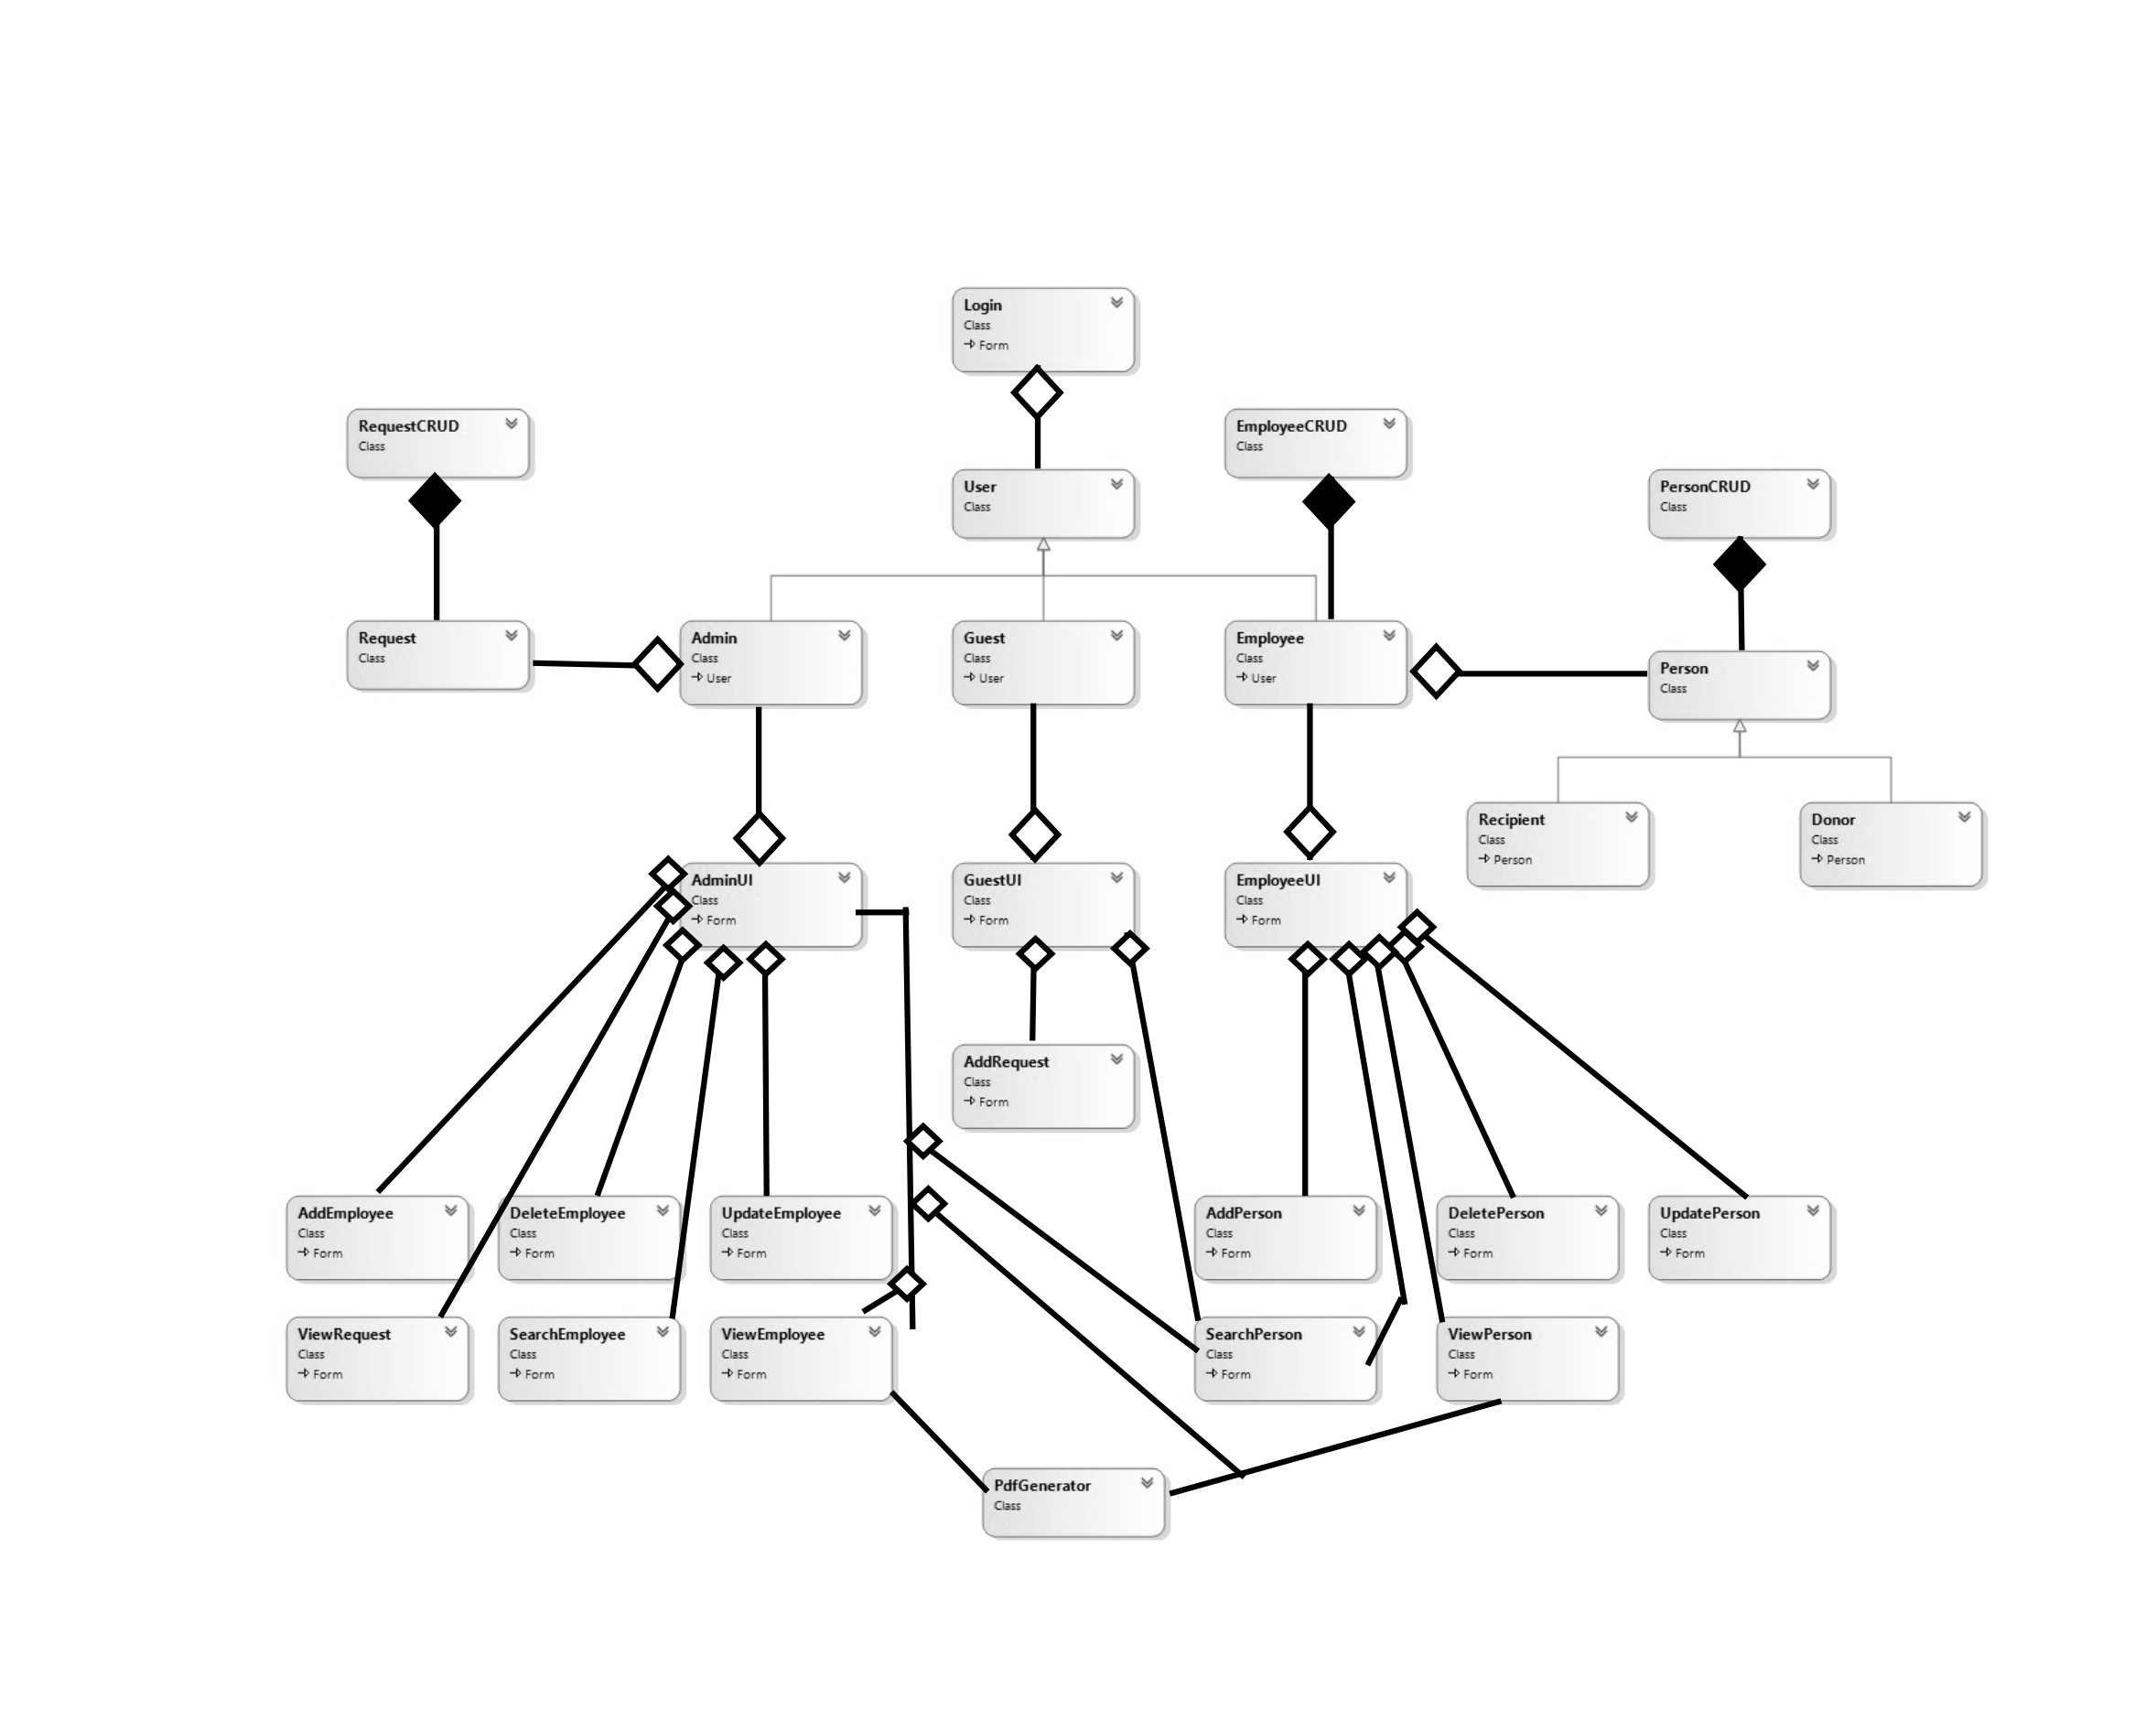 Login
Class
Form
RequestCRUD
Class
EmployeeCRUD
Class
User
Class
PersonCRUD
Class
Request
Class
Admin
Class
User
Guest
Class
User
Employee
Class
User
Person
Class
Recipient
Class
Person
Donor
Class
Person
AdminUI
Class
Form
GuestUI
Class
Form
EmployeeUI
Class
Form
AddRequest
Class
Form
AddEmployee
Class
Form
DeleteEmployee
Class
Form
UpdateEmployee
Class
Form
AddPerson
Class
Form
DeletePerson
Class
Form
UpdatePerson
Class
Form
ViewRequest
Class
Form
SearchEmployee
Class
Form
ViewEmployee
Class
Form
SearchPerson
Class
Form
ViewPerson
Class
Form
PdfGenerator
Class